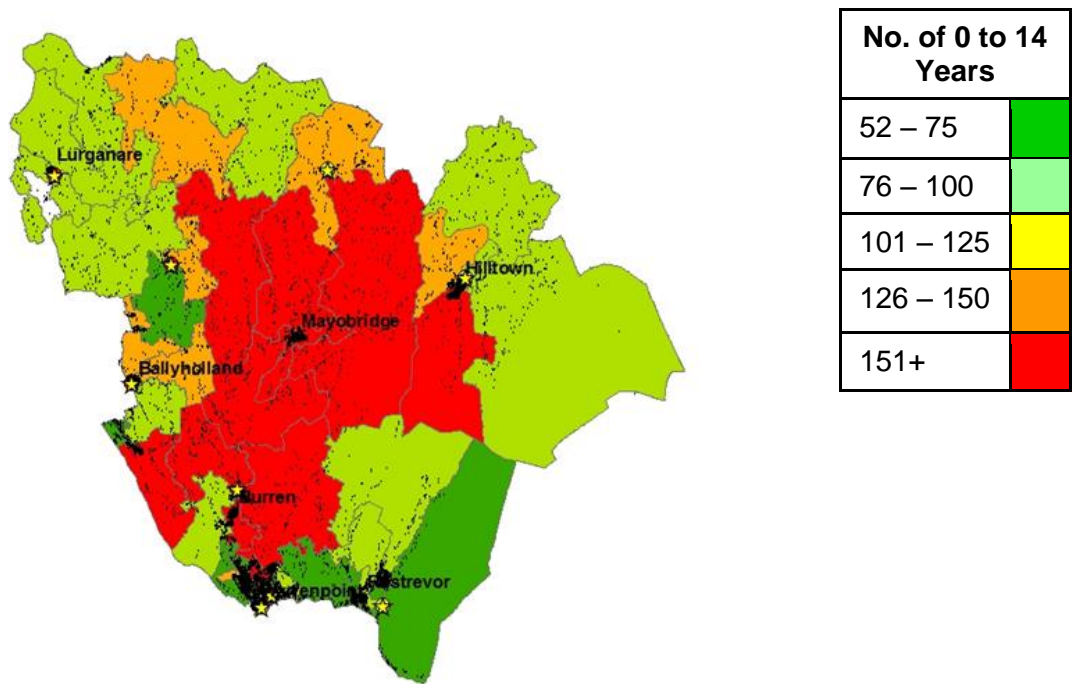 Lurganare
Hilltown
Mayobridge
Ballyholland
Burren
Rostrevor
No. of 0 to 14
Years
52 – 75
76 – 100
101 – 125
126 – 150
151+